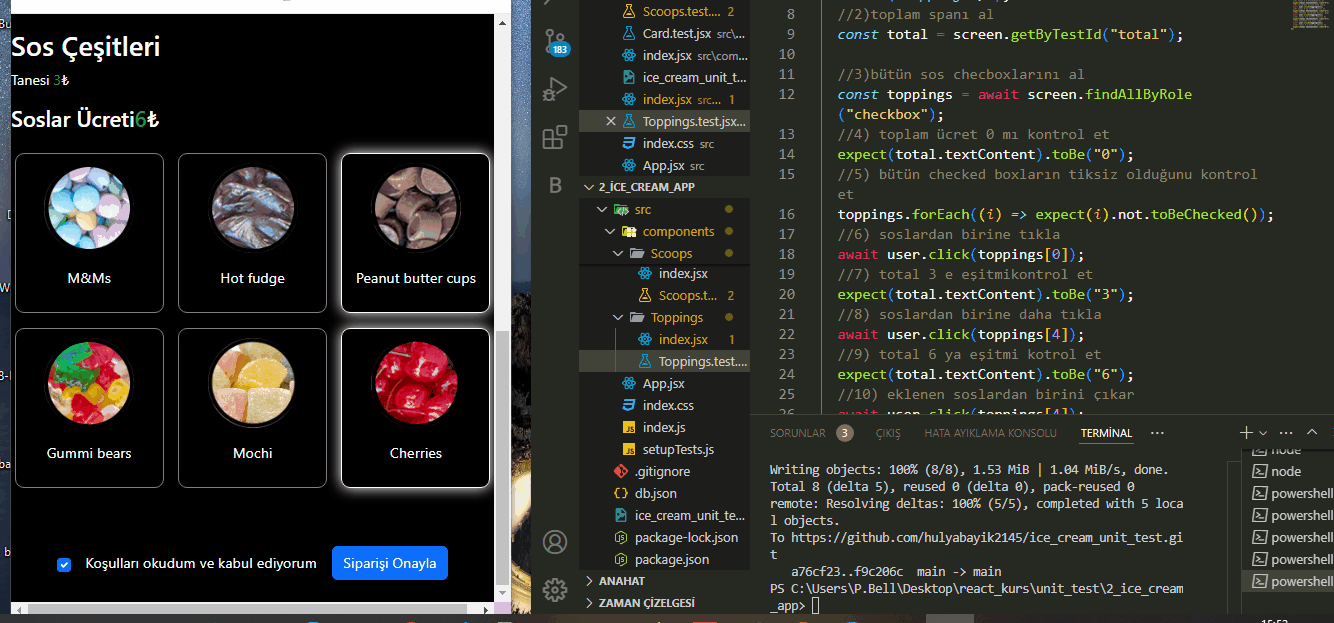 Sos Çeşitleri
Tanesi 3₺
Soslar Ücreti6₺
M&Ms
Hot fudge
Peanut butter cups
Gummi bears
Mochi
Cherries
Koşulları okudum ve kabul ediyorum
Siparişi Onayla
183
Scoops.test.... 2
Card.test.jsx src\...
index.jsx src\com...
ice_cream_unit_t...
index.jsx src... 1
Toppings.test.jsx...
index.css src
App.jsx src
2_İCE_CREAM_APP
src
components
Scoops
index.jsx
Scoops.t... 2
Toppings
index.jsx 1
Toppings.test....
App.jsx
index.css
index.js
setupTests.js
.gitignore
db.json
ice_cream_unit_te...
package-lock.json
package.json
ANAHAT
ZAMAN ÇİZELGESİ
8 //2)toplam spanı al
9 const total = screen.getByTestId("total");
10
11 //3)bütün sos checboxlarını al
12 const toppings = await screen.findAllByRole
("checkbox");
13 //4) toplam ücret 0 mı kontrol et
14 expect(total.textContent).toBe("0");
15 //5) bütün checked boxların tiksiz olduğunu kontrol
et
16 toppings.forEach((i) => expect(i).not.toBeChecked());
17 //6) soslardan birine tıkla
18 await user.click(toppings[0]);
19 //7) total 3 e eşitmikontrol et
20 expect(total.textContent).toBe("3");
21 //8) soslardan birine daha tıkla
22 await user.click(toppings[4]);
23 //9) total 6 ya eşitmi kotrol et
24 expect(total.textContent).toBe("6");
25 //10) eklenen soslardan birini çıkar
26 await user.click(toppings[4]);
SORUNLAR 3 ÇIKIŞ HATA AYIKLAMA KONSOLU TERMİNAL
Writing objects: 100% (8/8), 1.53 MiB | 1.04 MiB/s, done.
Total 8 (delta 5), reused 0 (delta 0), pack-reused 0
remote: Resolving deltas: 100% (5/5), completed with 5 loca
l objects.
To https://github.com/hulyabayik2145/ice_cream_unit_test.gi
t
a76cf23..f9c206c main -> main
PS C:\Users\P.Bell\Desktop\react_kurs\unit_test\2_ice_cream
_app>
node
node
powershell
powershell
powershell
powershell
powershell